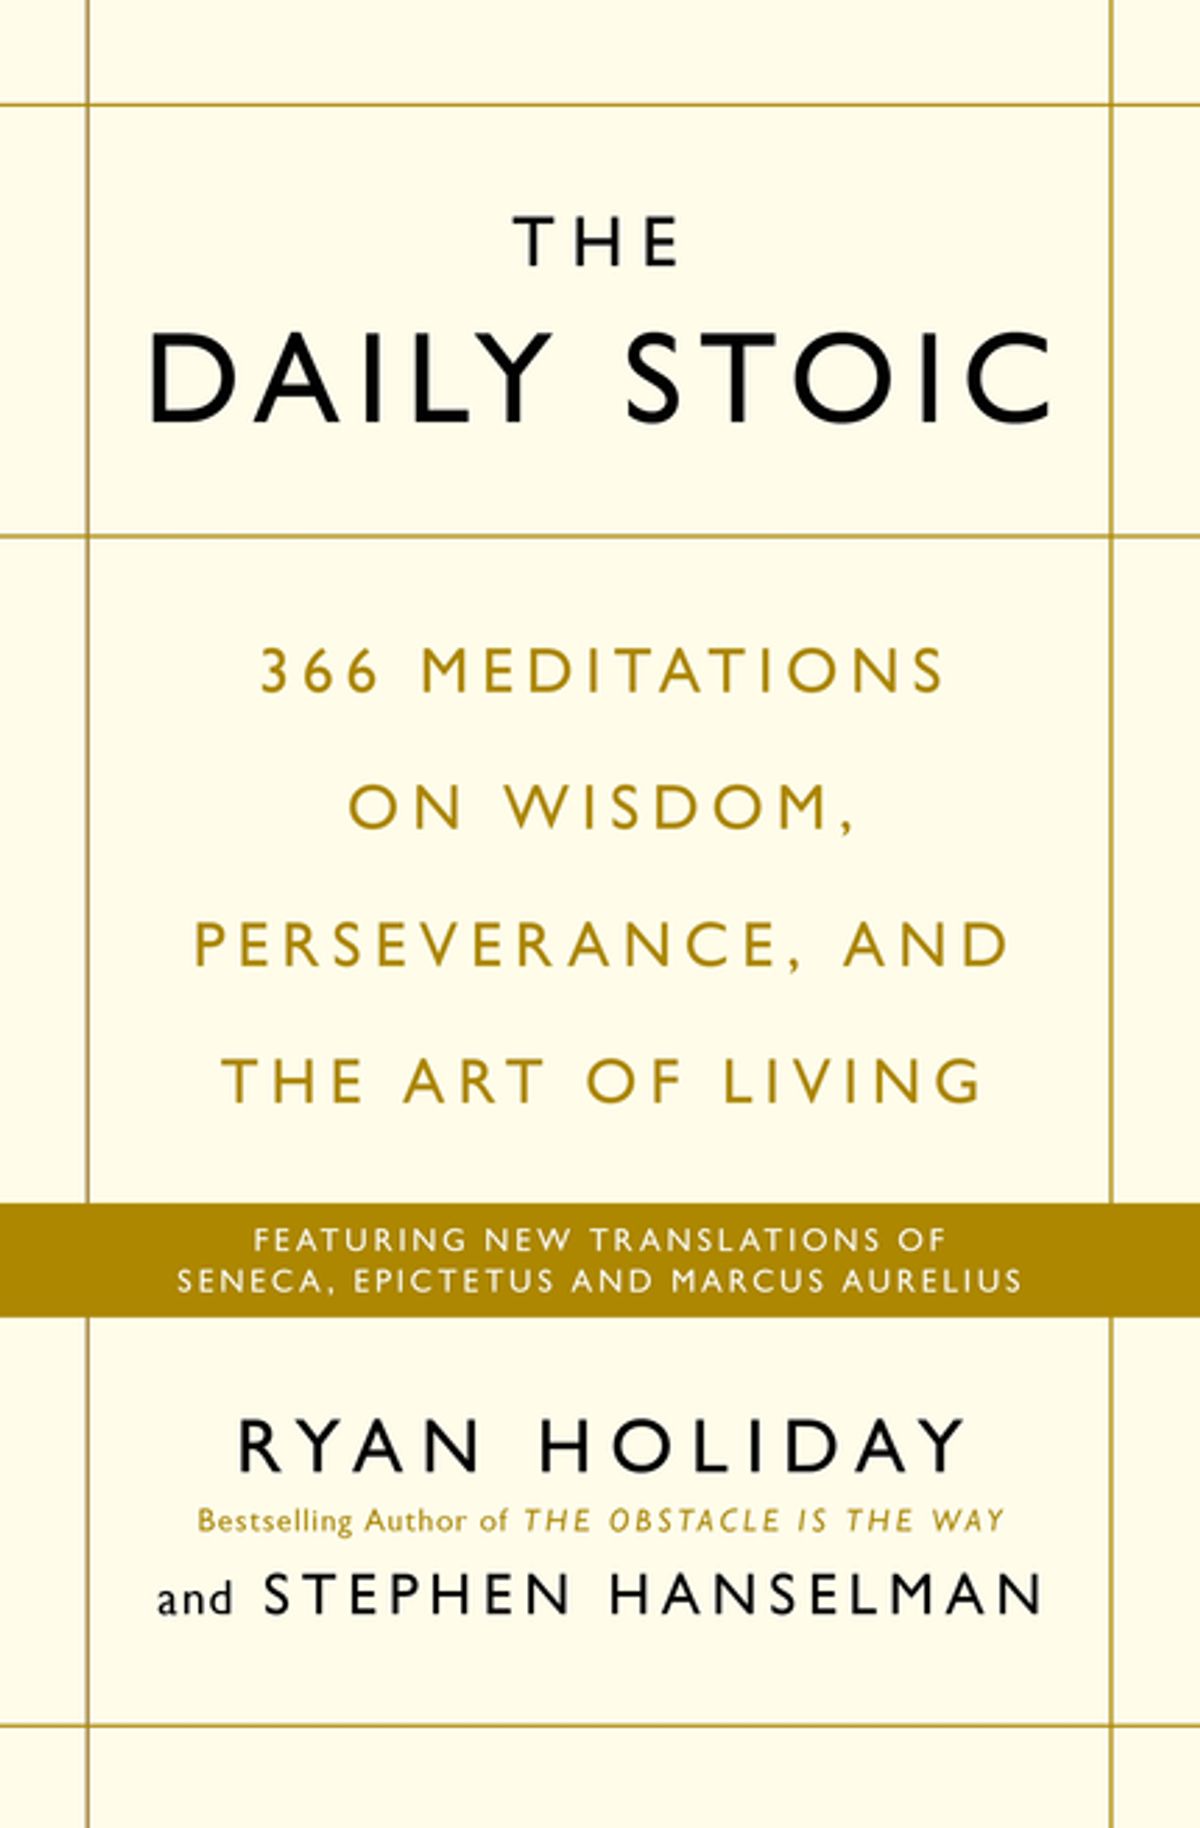 THE
DAILY STOIC
366 MEDITATIONS
ON WISDOM,
PERSEVERANCE, AND
THE ART OF LIVING
FEATURING NEW TRANSLATIONS OF
SENECA, EPICTETUS AND MARCUS AURELIUS
RYAN HOLIDAY
Bestselling Author of THE OBSTACLE IS THE WAY
and STEPHEN HANSELMAN